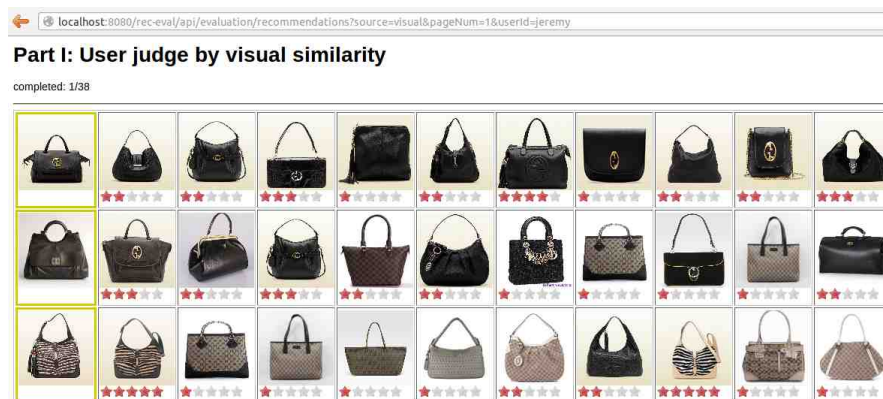 localhost:8080/rec-eval/api/evaluation/recommendations?source=visual&pageNum=1&userId=jeremy
Part I: User judge by visual similarity
completed: 1/38